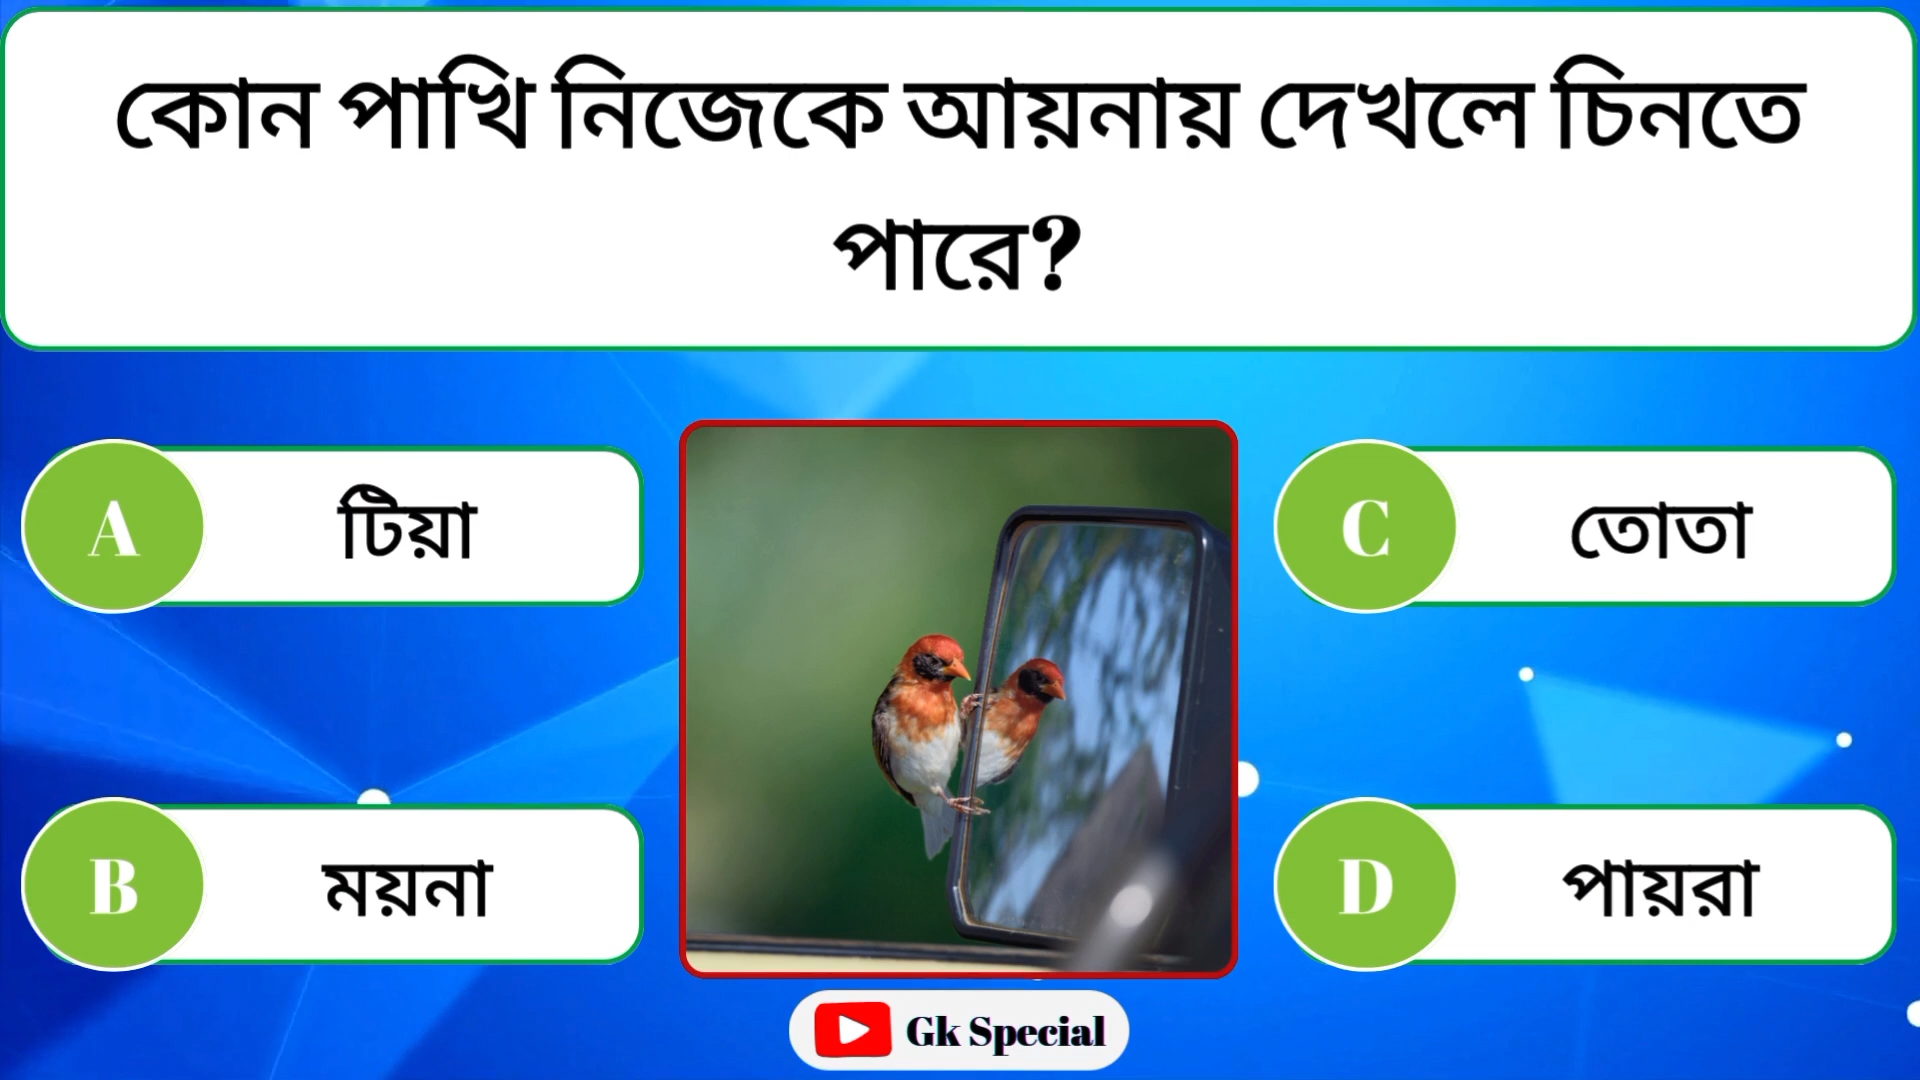 কোন পাখি নিজেকে আয়নায় দেখলে চিনতে
পারে?
A টিয়া
C তোতা
B ময়না
D পায়রা
Gk Special